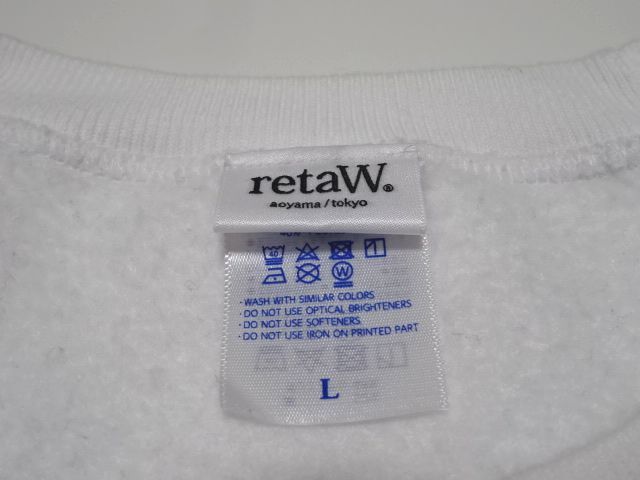 retaW®
aoyama / tokyo
40
W
· WASH WITH SIMILAR COLORS
· DO NOT USE OPTICAL BRIGHTENERS
· DO NOT USE SOFTENERS
· DO NOT USE IRON ON PRINTED PART
L